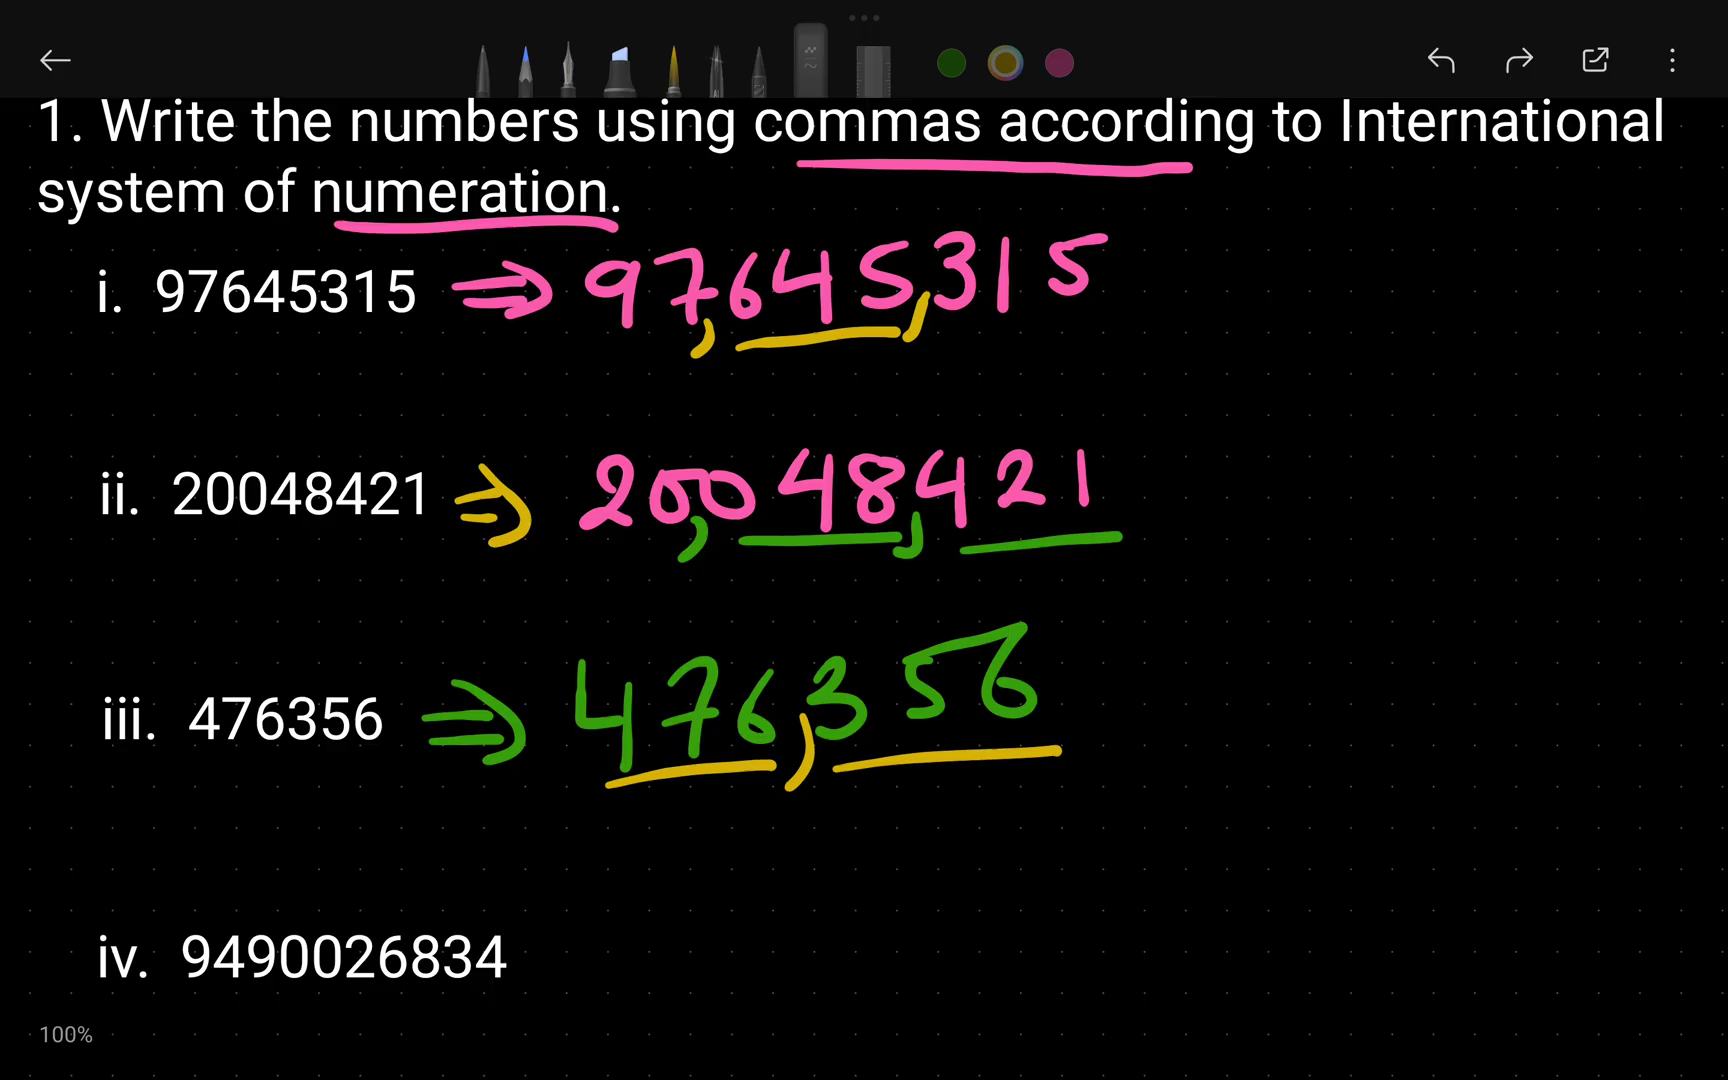 1. Write the numbers using commas according to International
system of numeration.
i. 97645315 ⇒ 97,645,315
ii. 20048421 ⇒ 20,048,421
iii. 476356 ⇒ 476,356
iv. 9490026834
100%